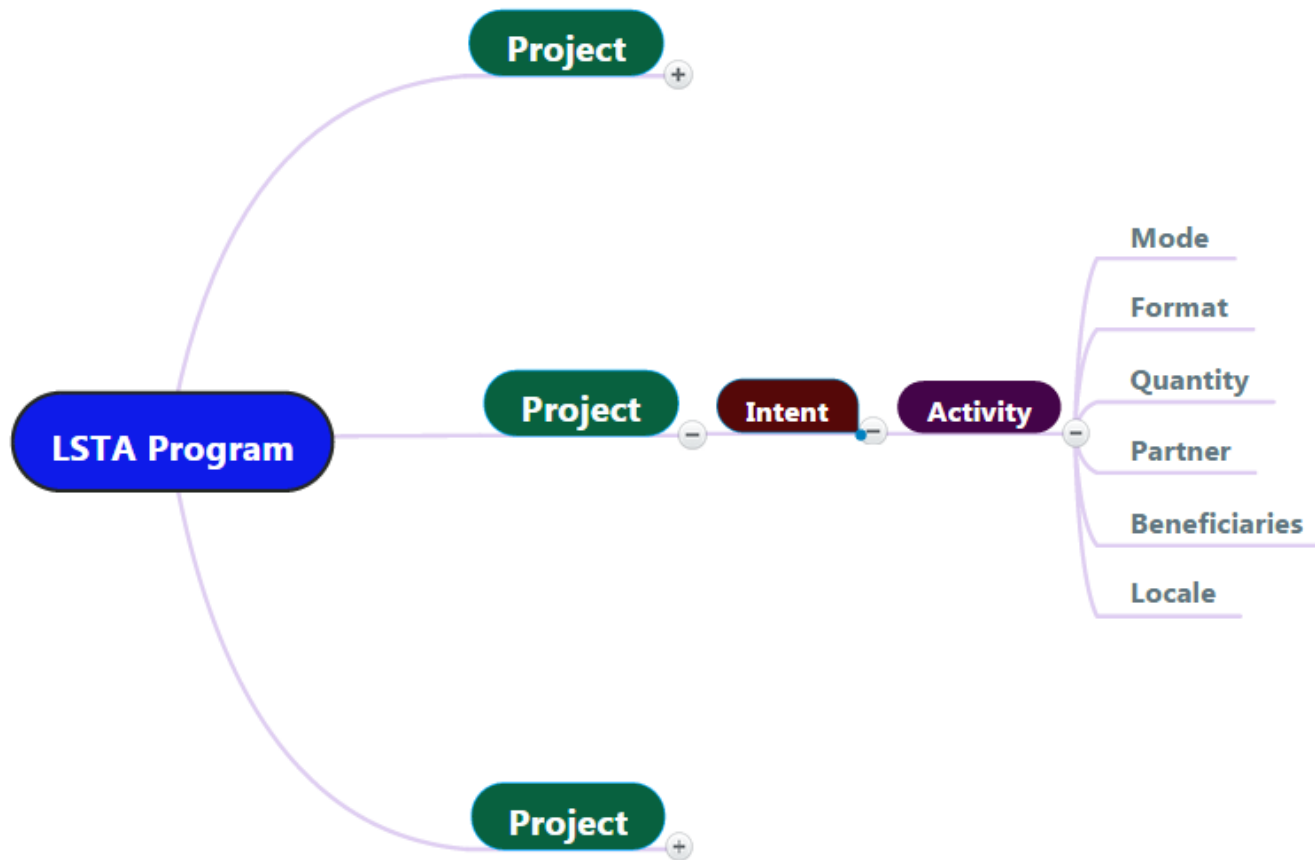 Project
Mode
Format
Quantity
LSTA Program
Project
Intent
Activity
Partner
Beneficiaries
Locale
Project